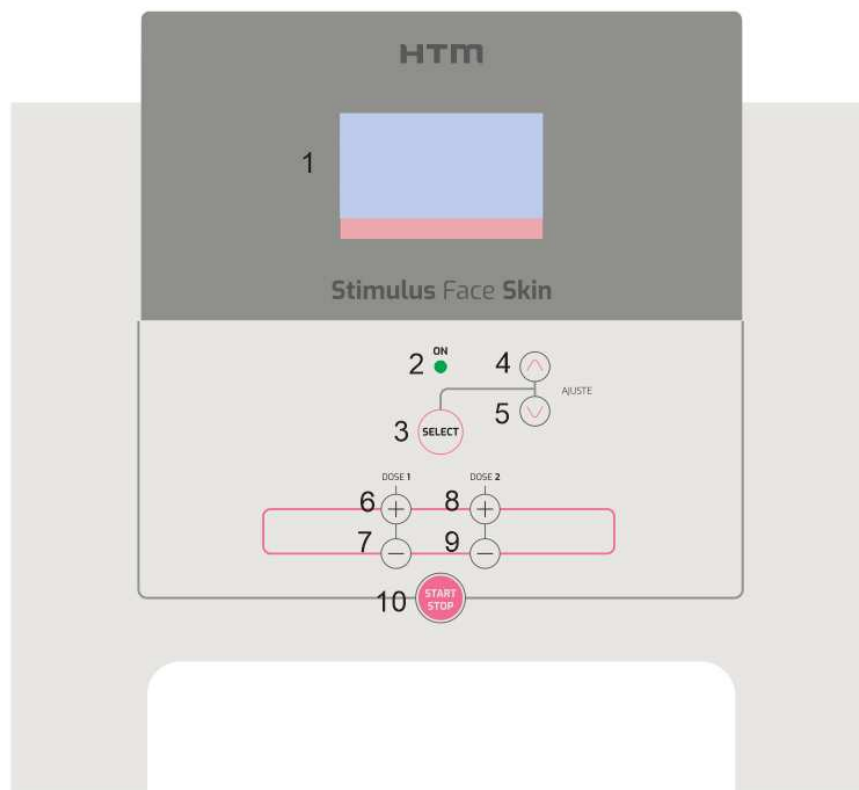 HTM
1
Stimulus Face Skin
2 ON 4
AJUSTE
3 SELECT 5
DOSE 1 DOSE 2
6 + 8 +
7 − 9 −
10 START
STOP